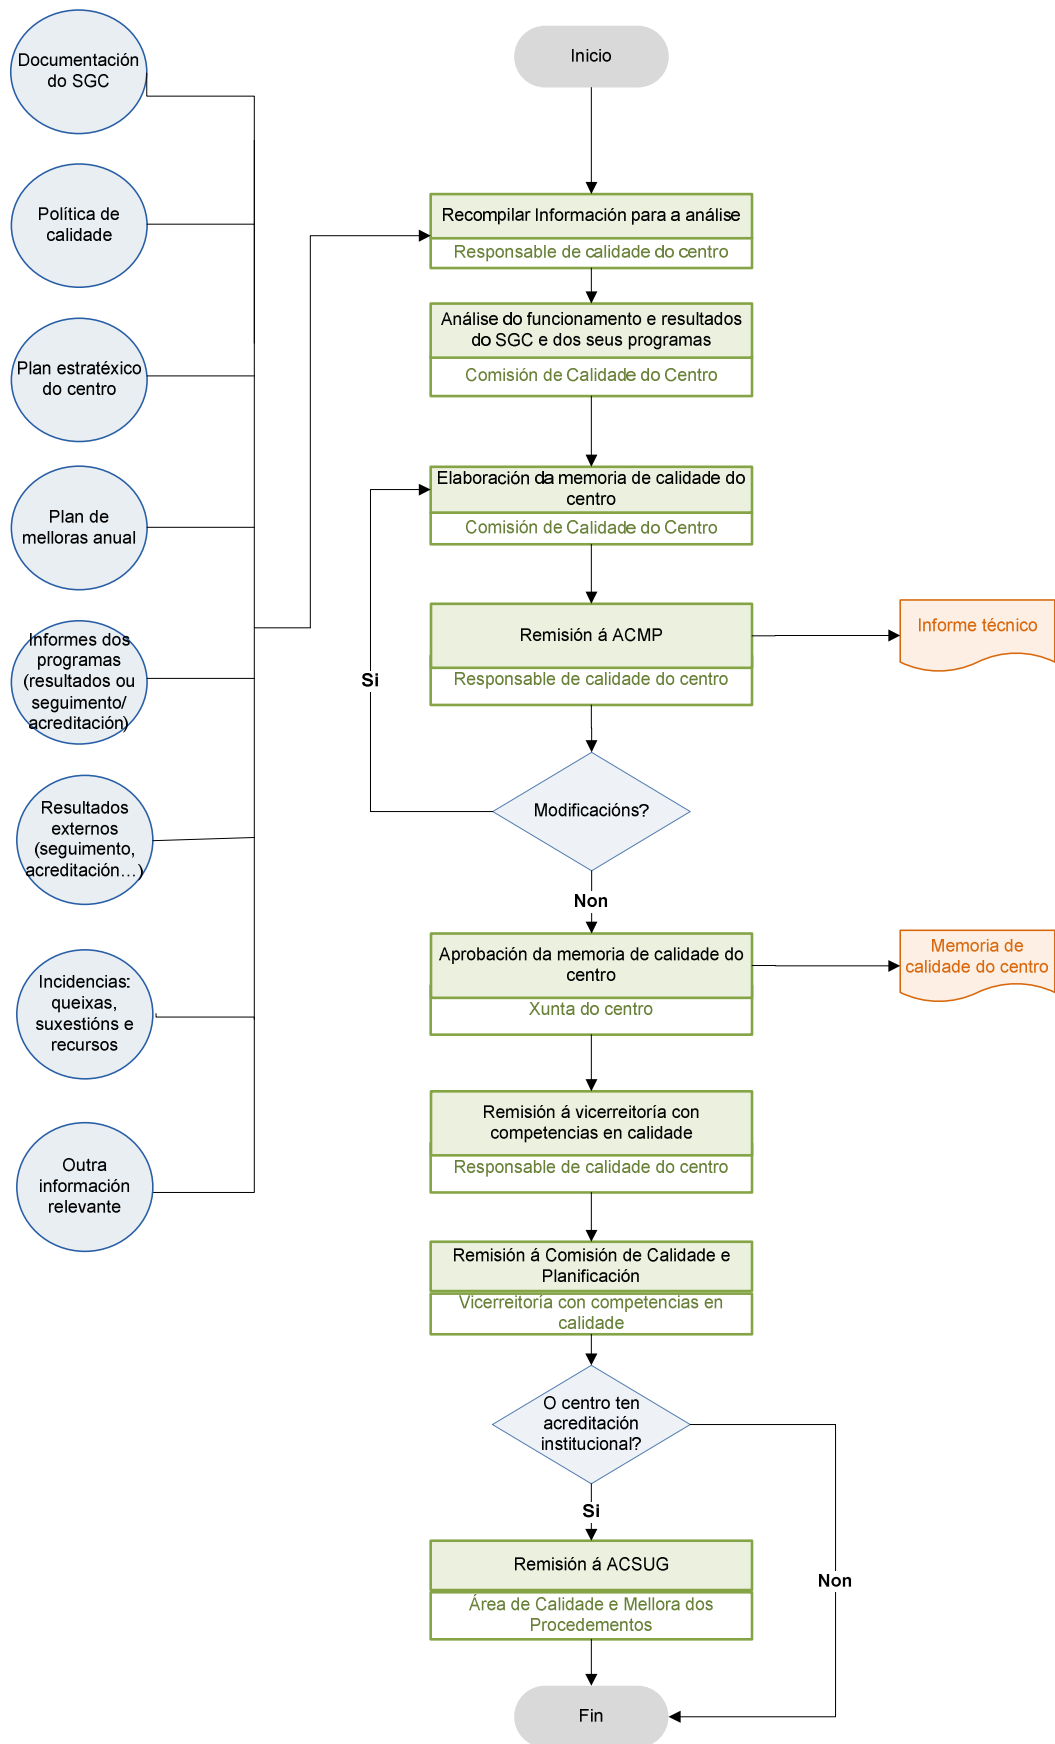 Documentación
do SGC
Política de
calidade
Plan estratéxico
do centro
Plan de
melloras anual
Informes dos
programas
(resultados ou
seguimento/
acreditación)
Resultados
externos
(seguimento,
acreditación…)
Incidencias:
queixas,
suxestións e
recursos
Outra
información
relevante
Inicio
Recompilar Información para a análise
Responsable de calidade do centro
Análise do funcionamento e resultados
do SGC e dos seus programas
Comisión de Calidade do Centro
Elaboración da memoria de calidade do
centro
Comisión de Calidade do Centro
Remisión á ACMP
Responsable de calidade do centro
Informe técnico
Si
Modificacións?
Non
Aprobación da memoria de calidade do
centro
Xunta do centro
Memoria de
calidade do centro
Remisión á vicerreitoría con
competencias en calidade
Responsable de calidade do centro
Remisión á Comisión de Calidade e
Planificación
Vicerreitoría con competencias en
calidade
O centro ten
acreditación
institucional?
Si
Non
Remisión á ACSUG
Área de Calidade e Mellora dos
Procedementos
Fin